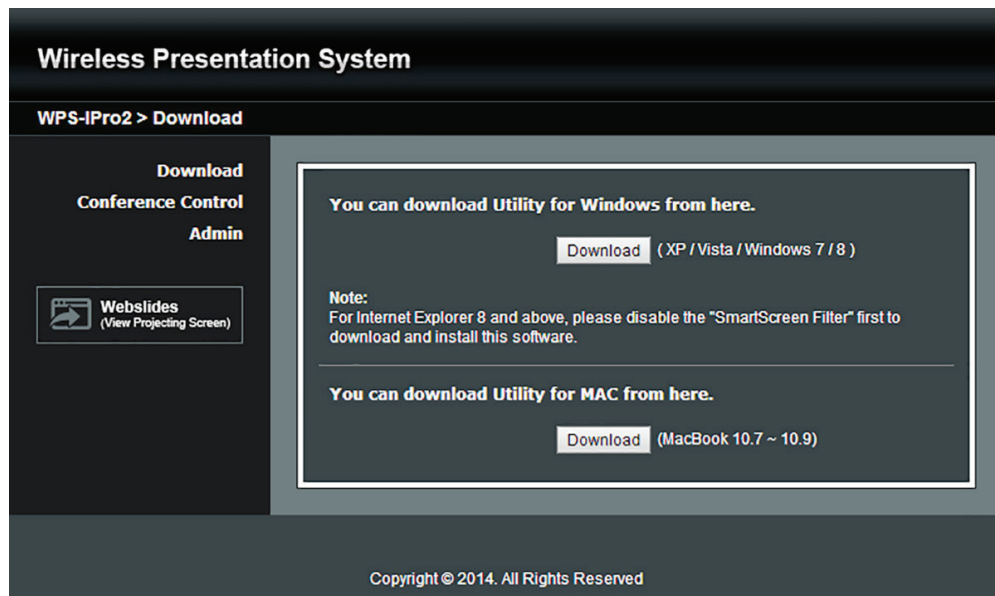 Wireless Presentation System
WPS-IPro2 > Download
Download
Conference Control
Admin
Webslides
(View Projecting Screen)
You can download Utility for Windows from here.
Download ( XP / Vista / Windows 7 / 8 )
Note:
For Internet Explorer 8 and above, please disable the "SmartScreen Filter" first to
download and install this software.
You can download Utility for MAC from here.
Download (MacBook 10.7 ~ 10.9)
Copyright © 2014. All Rights Reserved